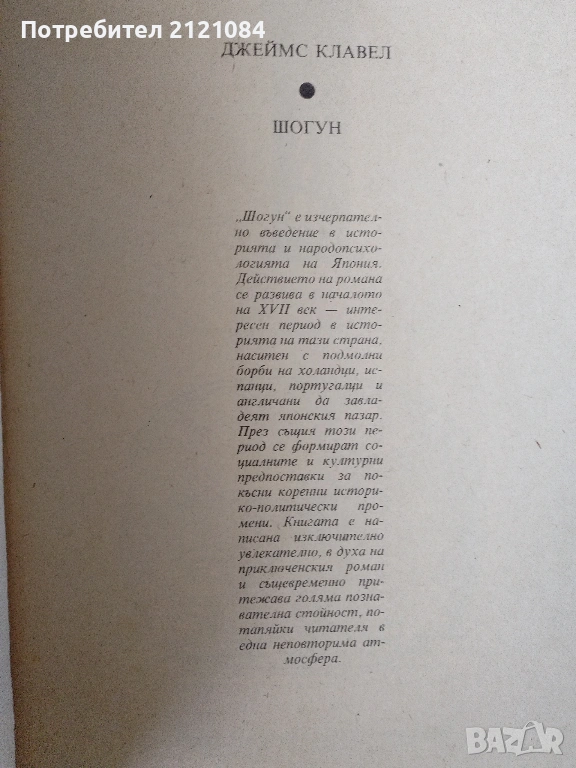 Потребител 2121084
ДЖЕЙМС КЛАВЕЛ
ШОГУН
„Шогун" е изчерпател-
но въведение в исто-
рията и народопсихо-
логията на Япония.
Действието на романа
се развива в началото
на XVII век — инте-
ресен период в исто-
рията на тази страна,
наситен с подмолни
борби на холандци, ис-
панци, португалци и
англичани да завла-
деят японския пазар.
През същия този пе-
риод се формират со-
циалните и културни
предпоставки за по-
късни коренни истори-
ко-политически про-
мени. Книгата е на-
писана изключително
увлекателно, в духа на
приключенския роман
и същевременно при-
тежава голяма позна-
вателна стойност, по-
тапяйки читателя в
една неповторима ат-
мосфера.
BAZAR